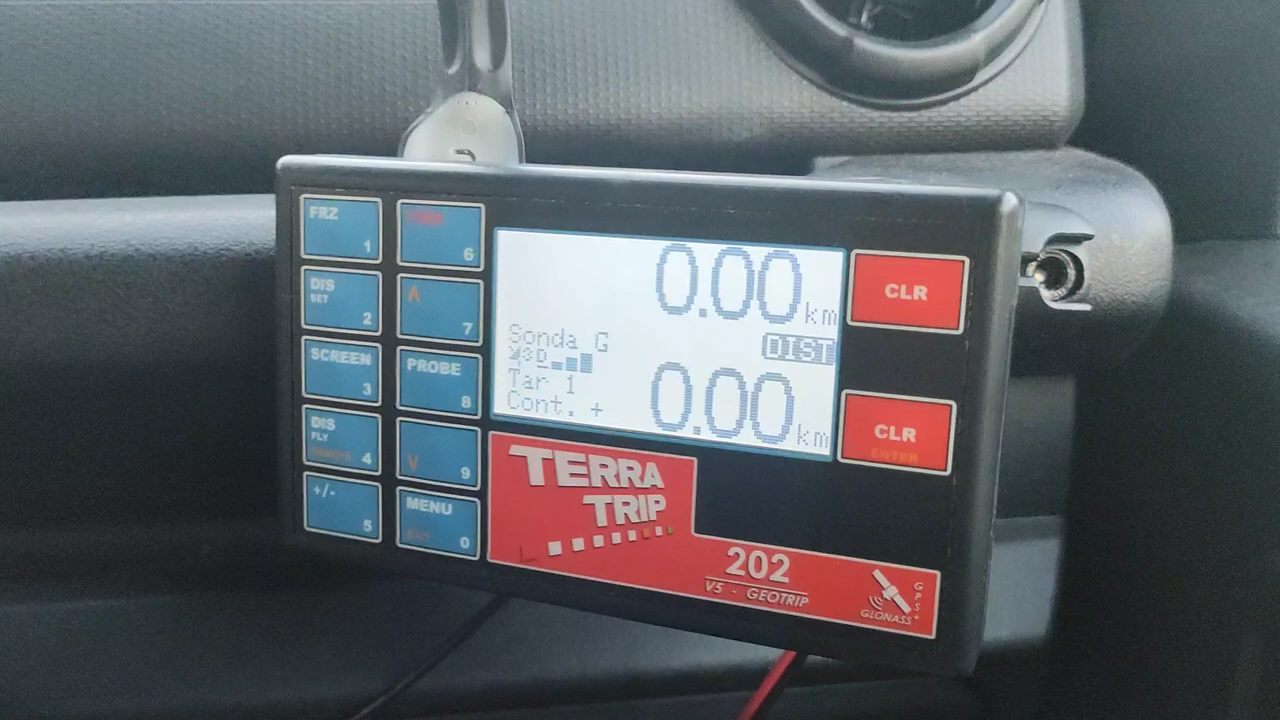 FRZ
1
6
DIS
SET
2
Λ
7
SCREEN
3
PROBE
8
DIS
FLY
4
V
9
+/-
5
MENU
EXIT
0
0.00 km
DIST
Sonda G
3D
Tar 1
Cont. +
0.00 km
CLR
CLR
ENTER
TERRA
TRIP
202
V5 - GEOTRIP
GPS+
GLONASS